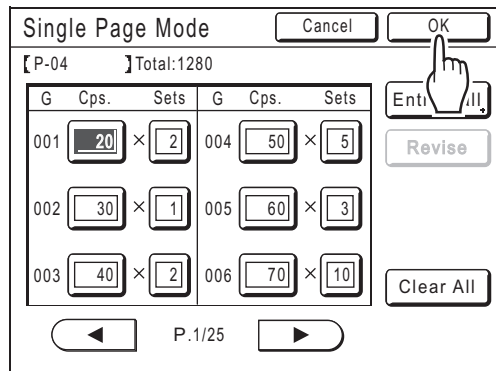 Single Page Mode Cancel OK
[P-04 ] Total:1280
G Cps. Sets G Cps. Sets
001 20 × 2 004 50 × 5
Revise
002 30 × 1 005 60 × 3
003 40 × 2 006 70 × 10
Clear All
◀ P.1/25 ▶